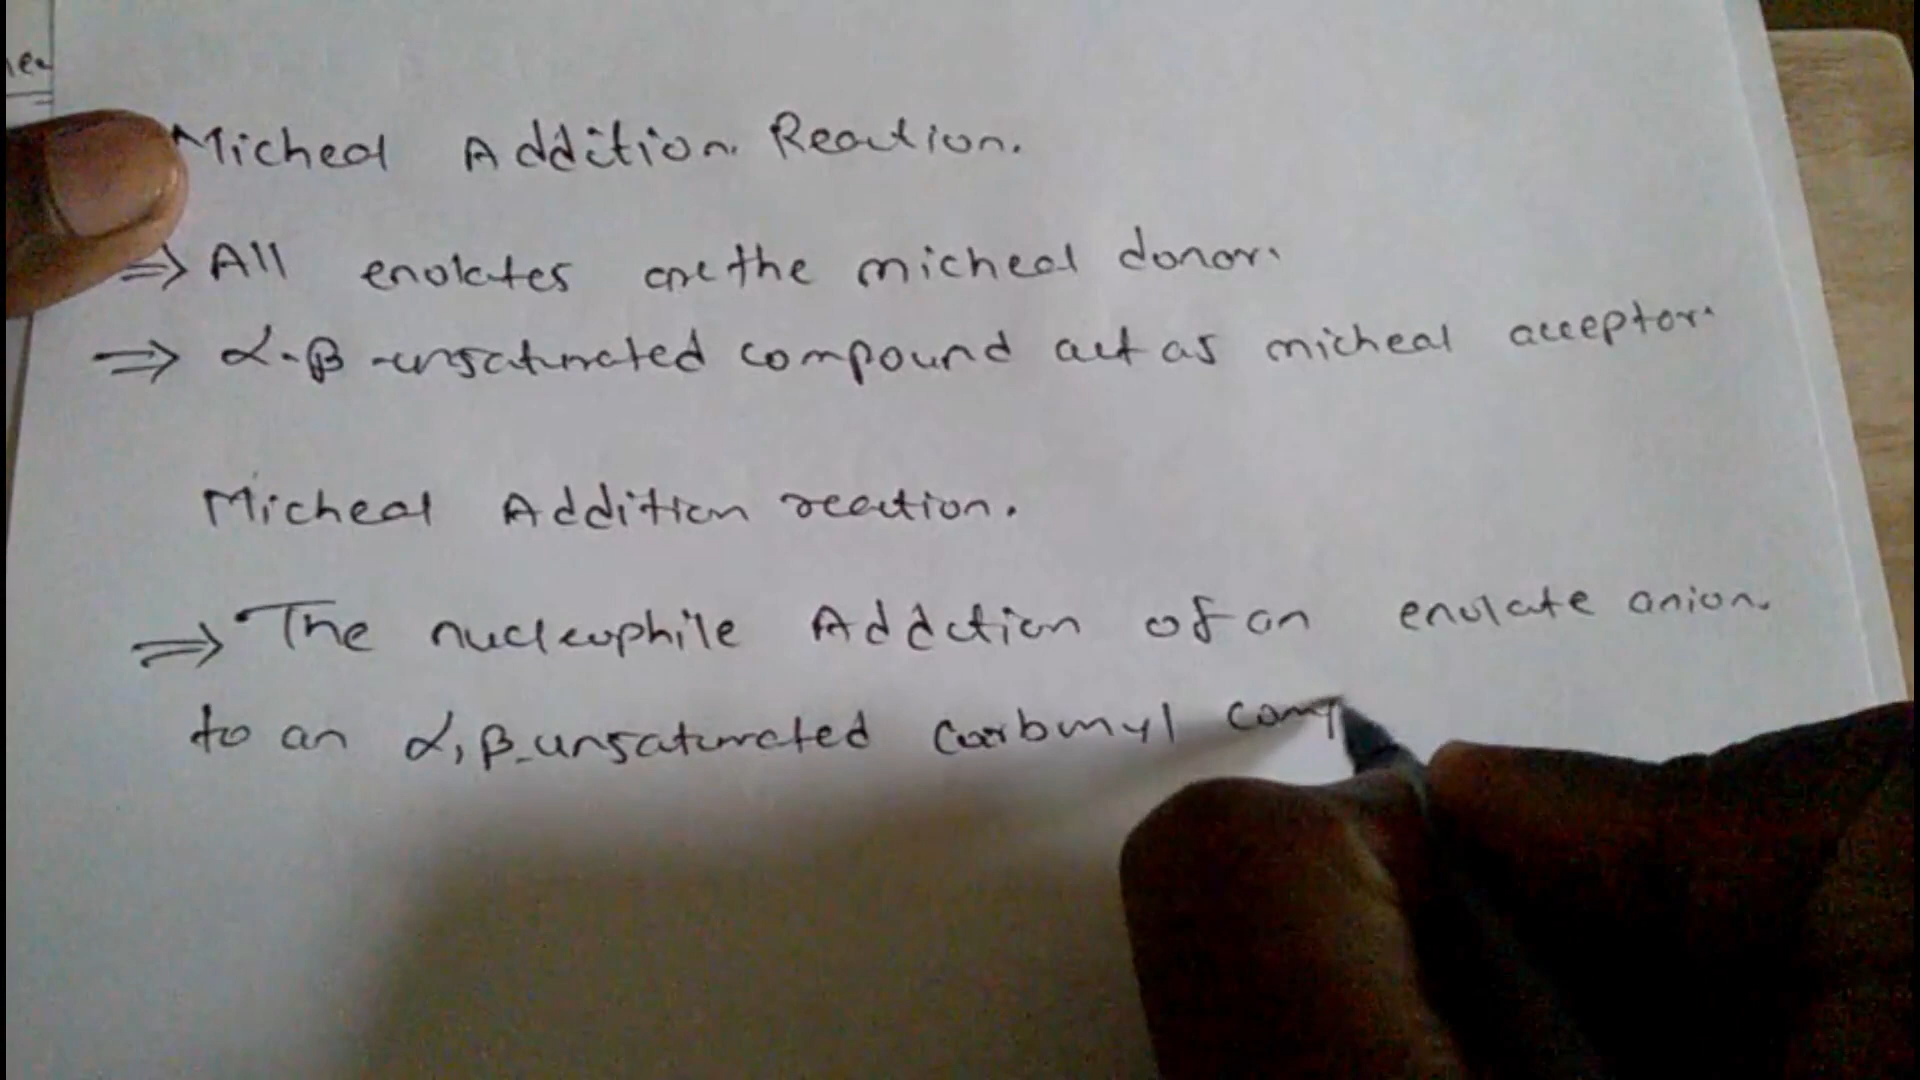 Micheal Addition Reaction.
⇒ All enolates are the micheal donor.
⇒ α-β-unsaturated compound act as micheal acceptor.
Micheal Addition reaction.
⇒ The nucleophile Addition of an enolate anion.
to an α,β-unsaturated Carbonyl comp